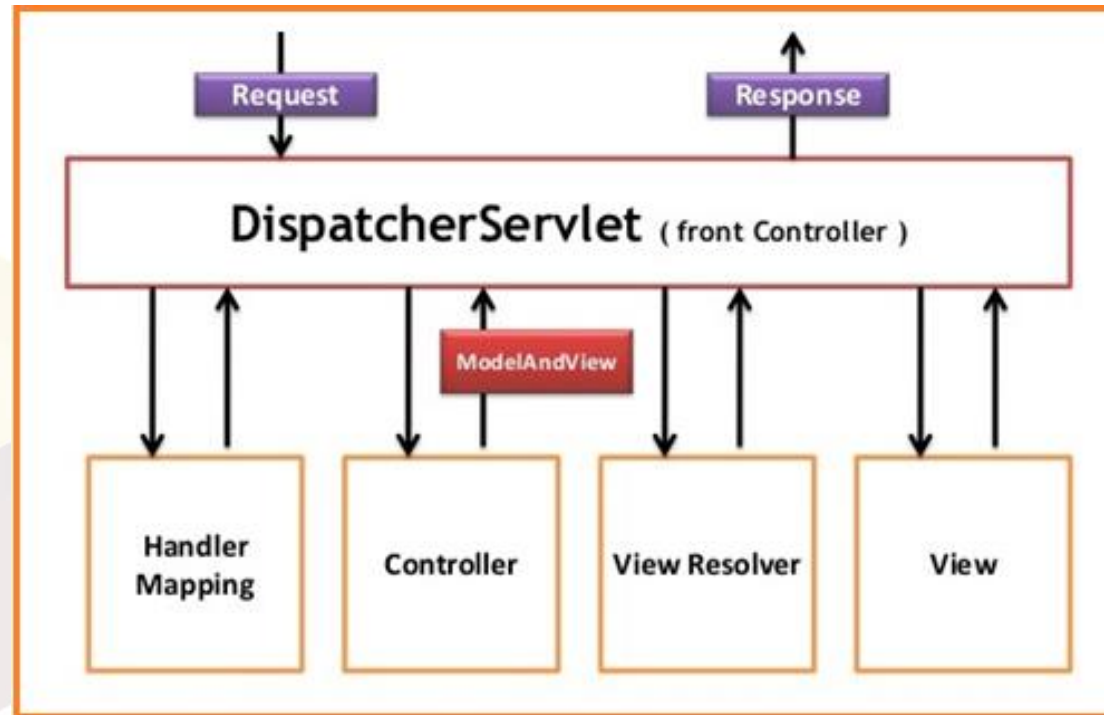 Request
Response
DispatcherServlet ( front Controller )
ModelAndView
Handler
Mapping
Controller
View Resolver
View